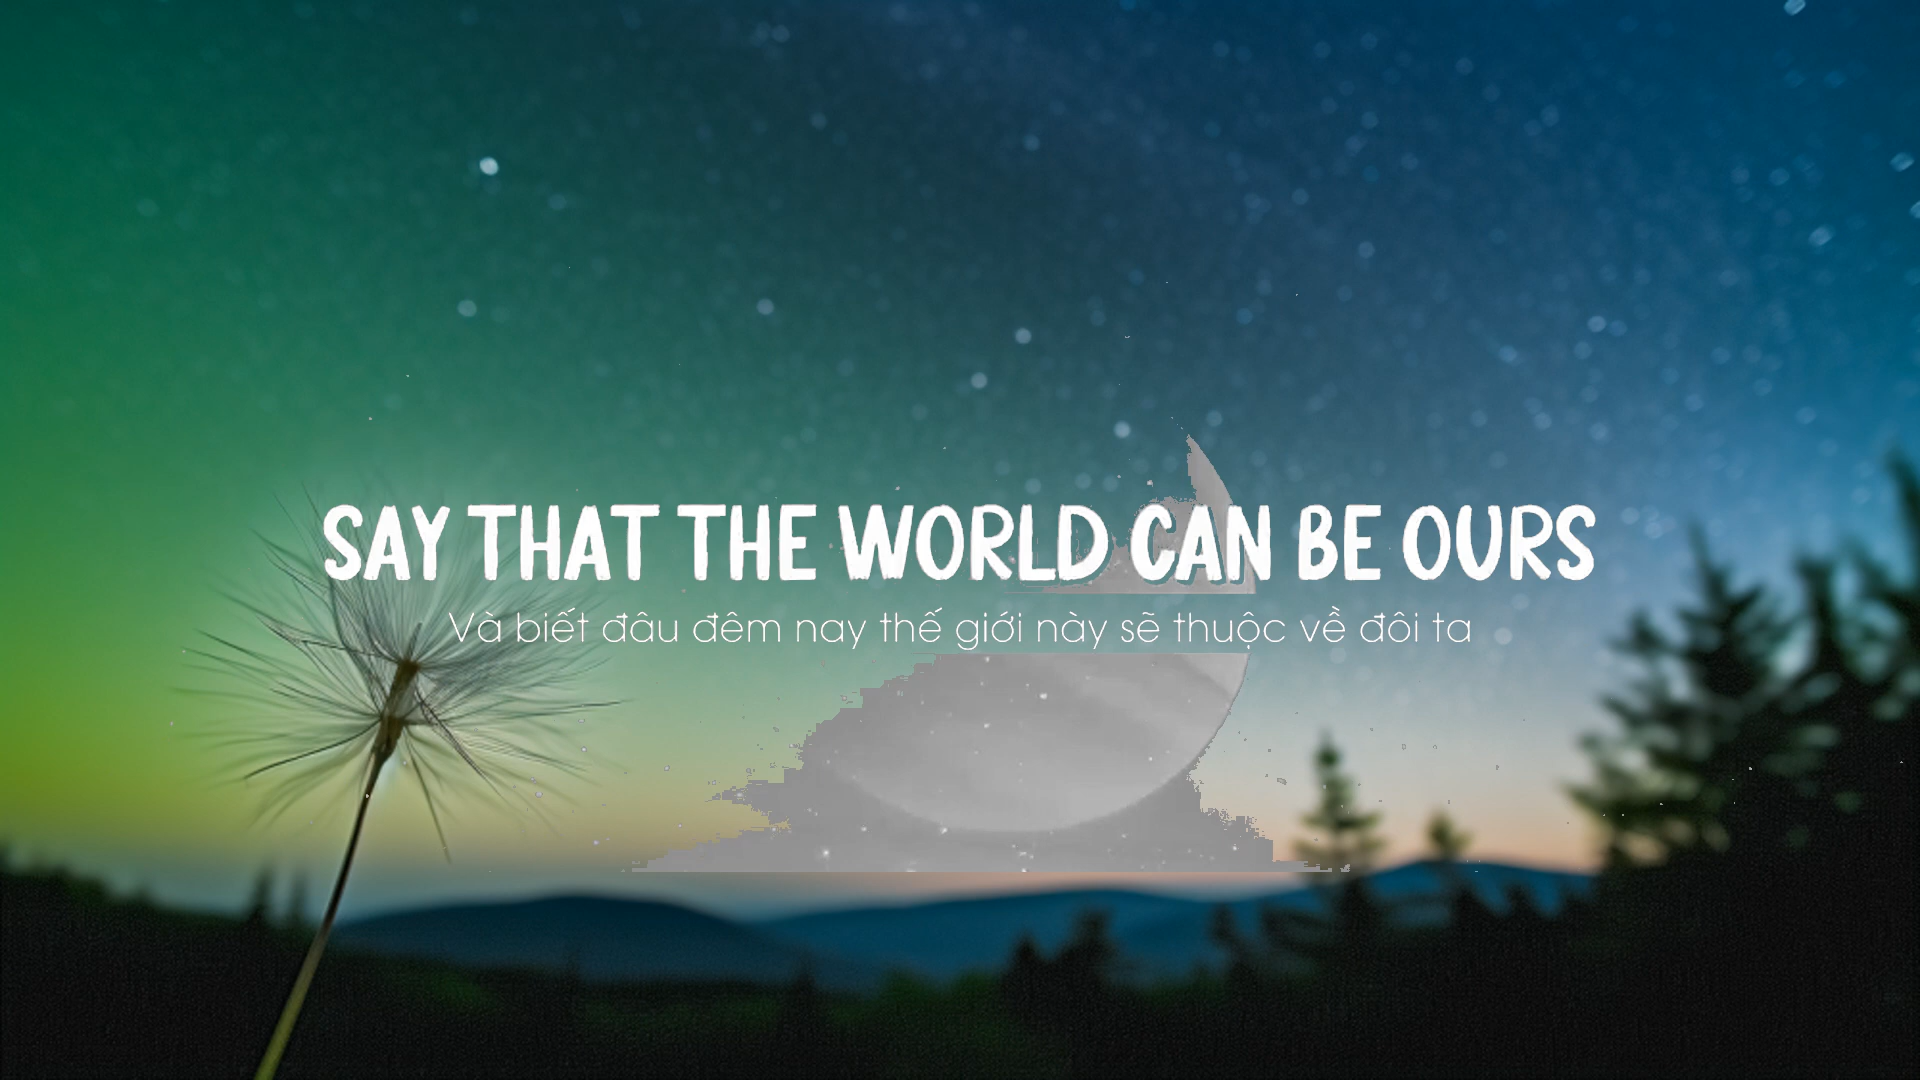 SAY THAT THE WORLD CAN BE OURS
Và biết đâu đêm nay thế giới này sẽ thuộc về đôi ta